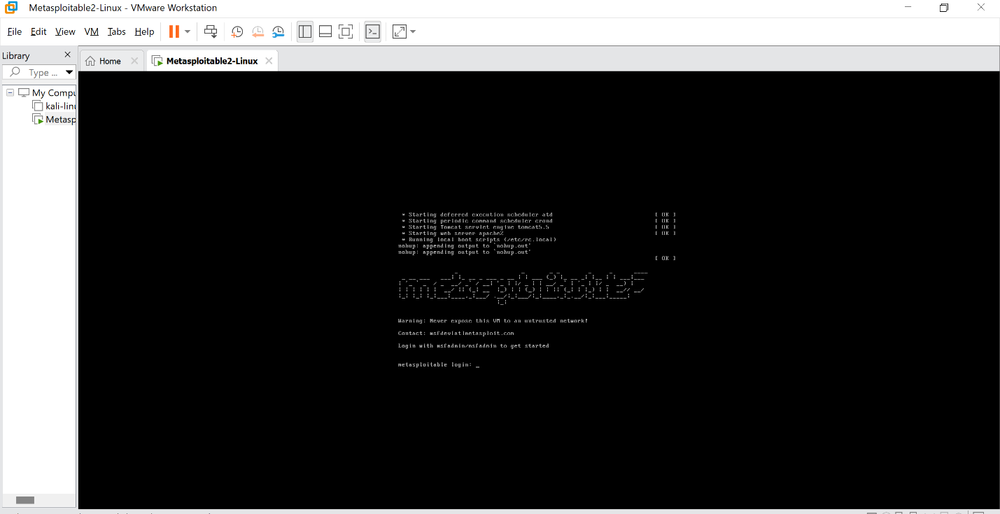 Metasploitable2-Linux - VMware Workstation
File Edit View VM Tabs Help
Library
Type ...
Home
Metasploitable2-Linux
My Compu
kali-linu
Metasp
* Starting deferred execution scheduler atd [ OK ]
* Starting periodic command scheduler crond [ OK ]
* Starting Tomcat servlet engine tomcat5.5 [ OK ]
* Starting web server apache2 [ OK ]
* Running local boot scripts (/etc/rc.local)
nohup: appending output to `nohup.out'
nohup: appending output to `nohup.out'
[ OK ]
metasploitable2
Warning: Never expose this VM to an untrusted network!
Contact: msfdev[at]metasploit.com
Login with msfadmin/msfadmin to get started
metasploitable login: _